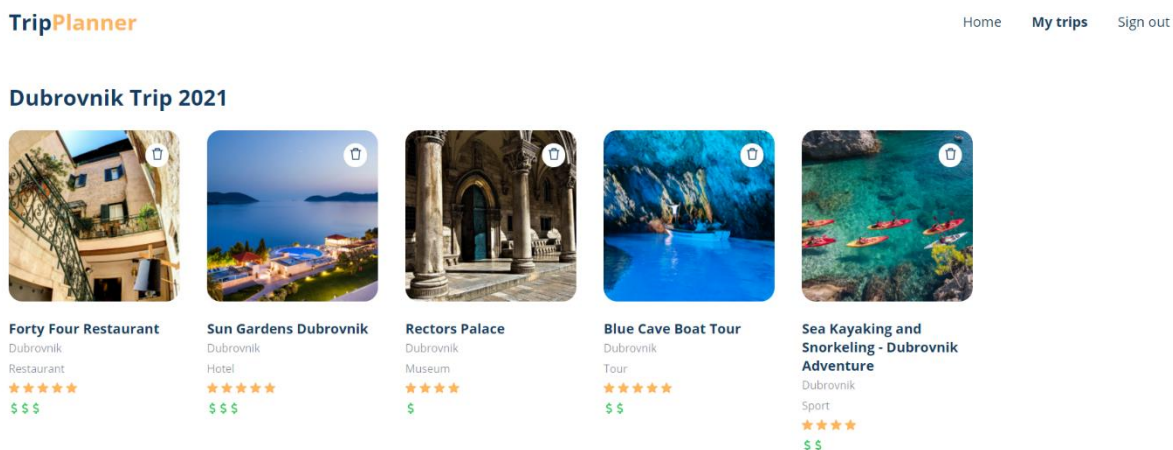 TripPlanner
Home
My trips
Sign out
Dubrovnik Trip 2021
Forty Four Restaurant
Dubrovnik
Restaurant
$ $ $
Sun Gardens Dubrovnik
Dubrovnik
Hotel
$ $ $
Rectors Palace
Dubrovnik
Museum
$
Blue Cave Boat Tour
Dubrovnik
Tour
$ $
Sea Kayaking and
Snorkeling - Dubrovnik
Adventure
Dubrovnik
Sport
$ $